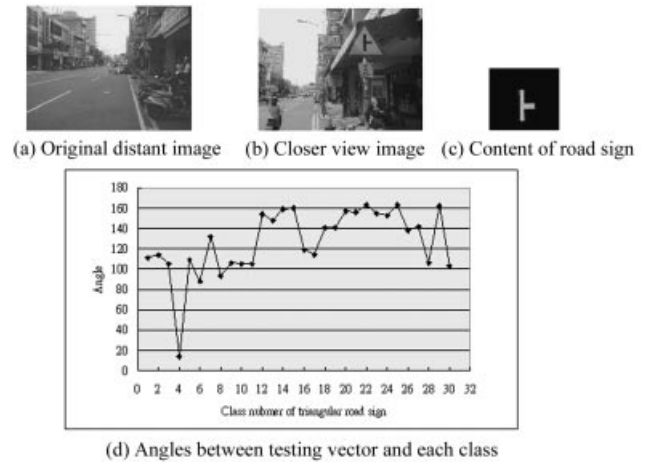 (a) Original distant image (b) Closer view image (c) Content of road sign
180
160
140
120
100
80
60
40
20
0
Angle
0 2 4 6 8 10 12 14 16 18 20 22 24 26 28 30 32
Class nubmer of triangular road sign
(d) Angles between testing vector and each class